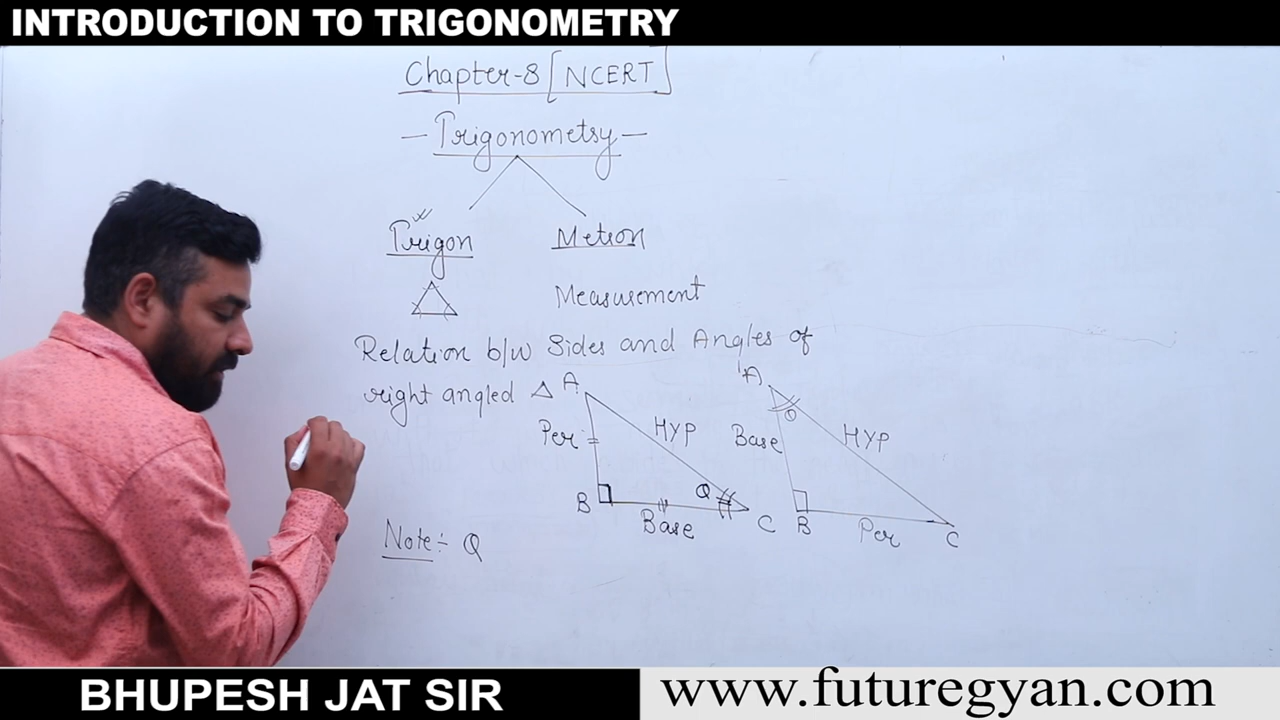 INTRODUCTION TO TRIGONOMETRY
Chapter-8 [NCERT]
- Trigonometry -
Trigon Metron
Measurement
Relation b/w Sides and Angles of
right angled Δ
A
Per HYP
B Q C
Base
A
θ
Base HYP
B Per C
Note:- Q
BHUPESH JAT SIR
www.futuregyan.com